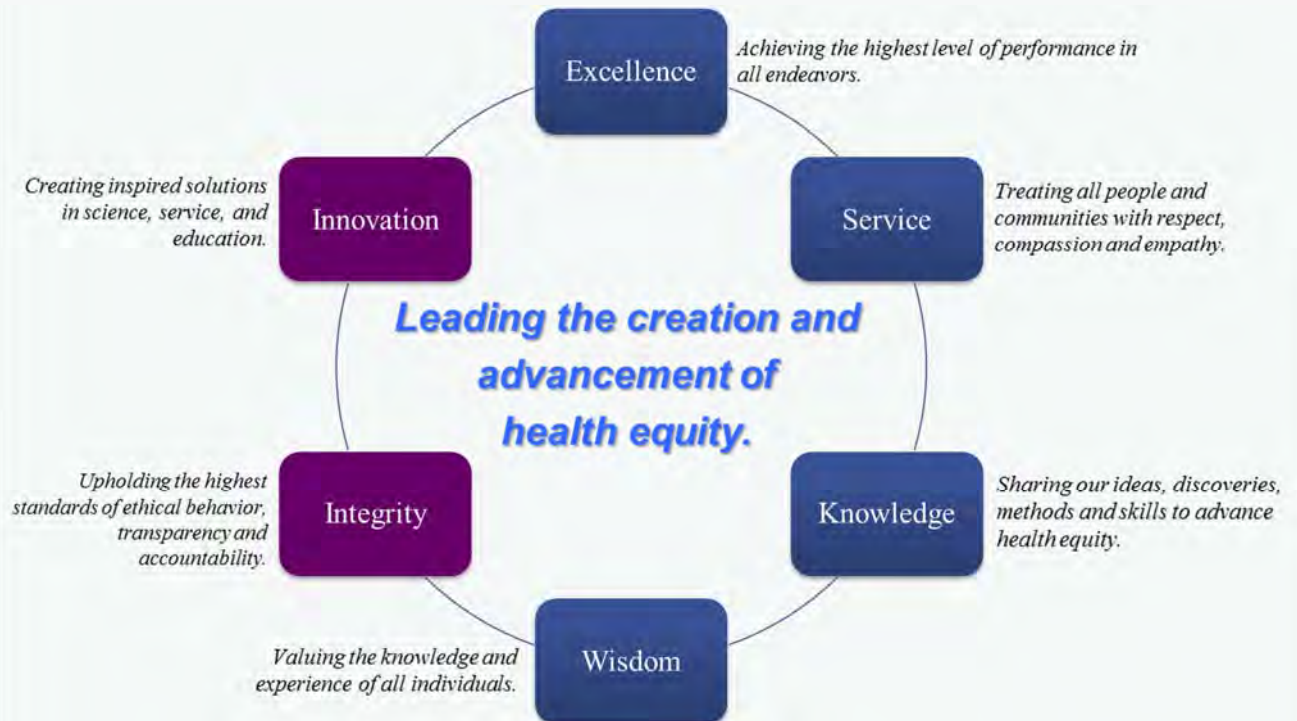 Excellence
Achieving the highest level of performance in
all endeavors.
Service
Treating all people and
communities with respect,
compassion and empathy.
Knowledge
Sharing our ideas, discoveries,
methods and skills to advance
health equity.
Wisdom
Valuing the knowledge and
experience of all individuals.
Integrity
Upholding the highest
standards of ethical behavior,
transparency and
accountability.
Innovation
Creating inspired solutions
in science, service, and
education.
Leading the creation and
advancement of
health equity.